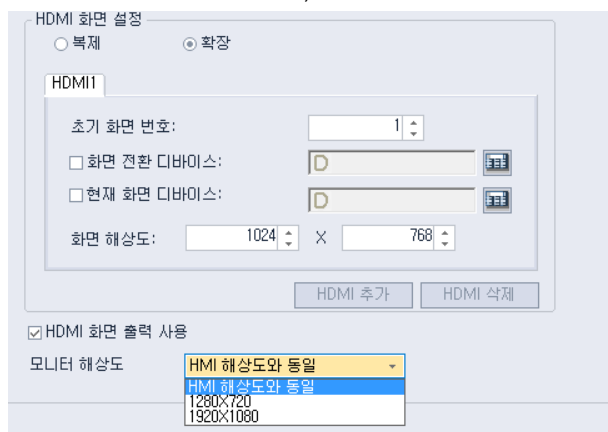 HDMI 화면 설정
복제 확장
HDMI1
초기 화면 번호: 1
화면 전환 디바이스: D
현재 화면 디바이스: D
화면 해상도: 1024 X 768
HDMI 추가 HDMI 삭제
HDMI 화면 출력 사용
모니터 해상도 HMI 해상도와 동일
HMI 해상도와 동일
1280X720
1920X1080